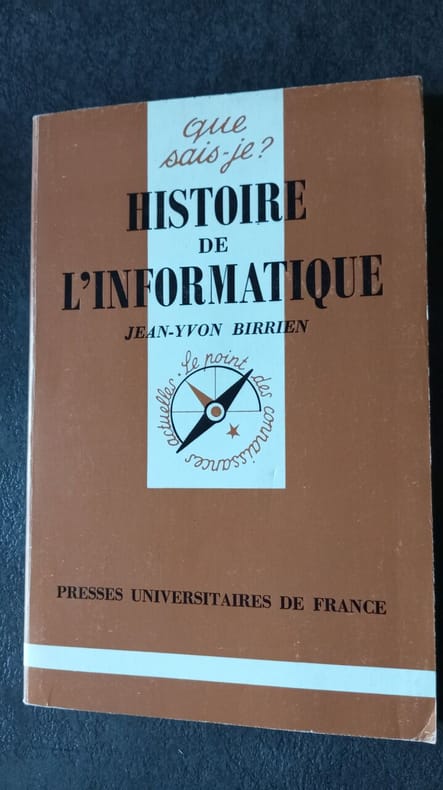 que
sais-je?
HISTOIRE
DE
L'INFORMATIQUE
JEAN-YVON BIRRIEN
Le point des connaissances actuelles.
PRESSES UNIVERSITAIRES DE FRANCE